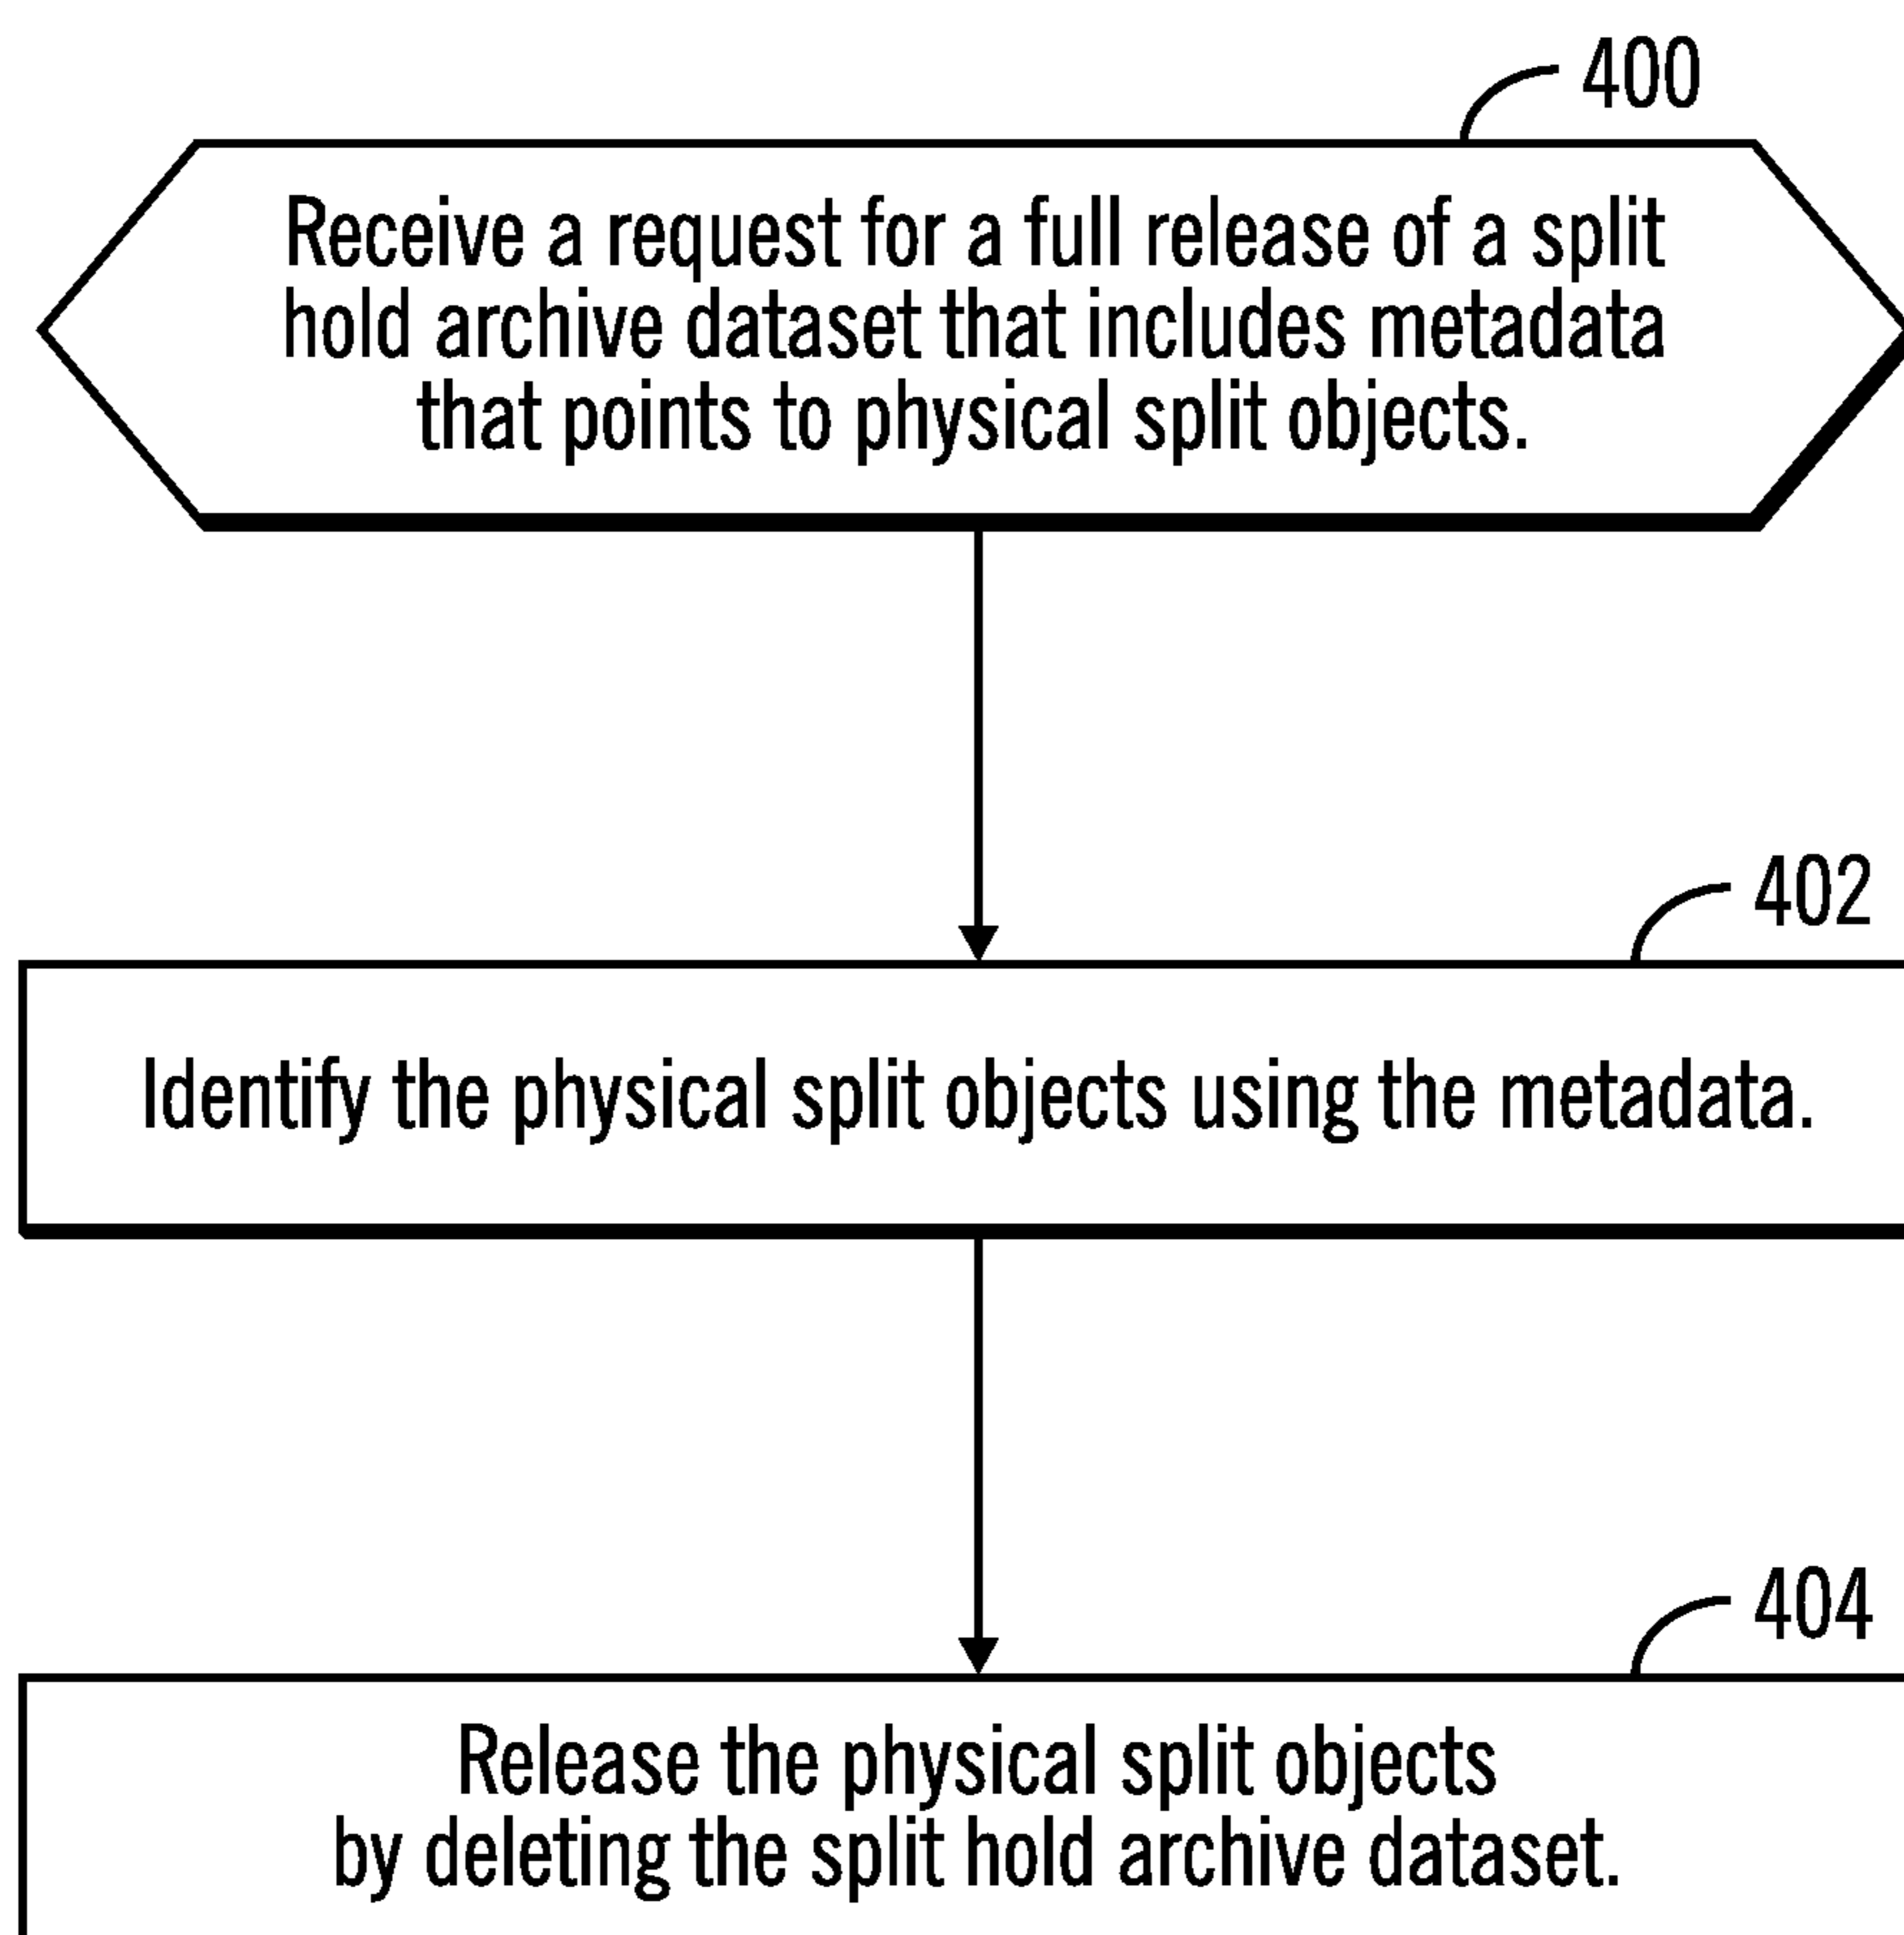 400
Receive a request for a full release of a split
hold archive dataset that includes metadata
that points to physical split objects.
402
Identify the physical split objects using the metadata.
404
Release the physical split objects
by deleting the split hold archive dataset.